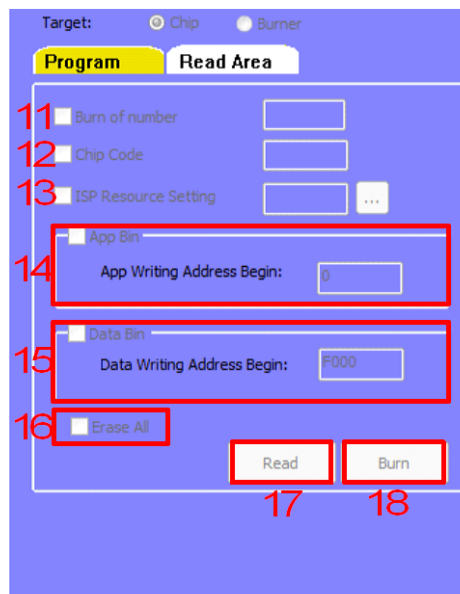 Target: Chip Burner
Program Read Area
11 Burn of number
12 Chip Code
13 ISP Resource Setting ...
App Bin
14 App Writing Address Begin: 0
Data Bin
15 Data Writing Address Begin: F000
16 Erase All
Read Burn
17 18